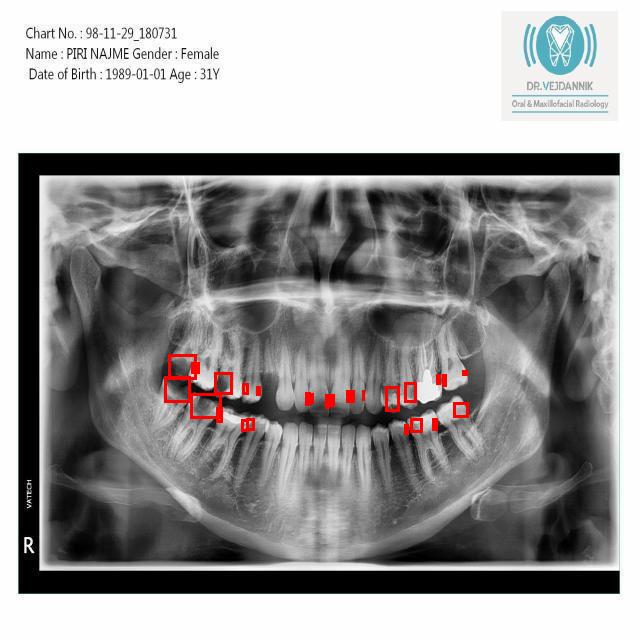 Chart No. : 98-11-29_180731
Name : PIRI NAJME Gender : Female
Date of Birth : 1989-01-01 Age : 31Y
DR.VEJDANNIK
Oral & Maxillofacial Radiology
VATECH
R